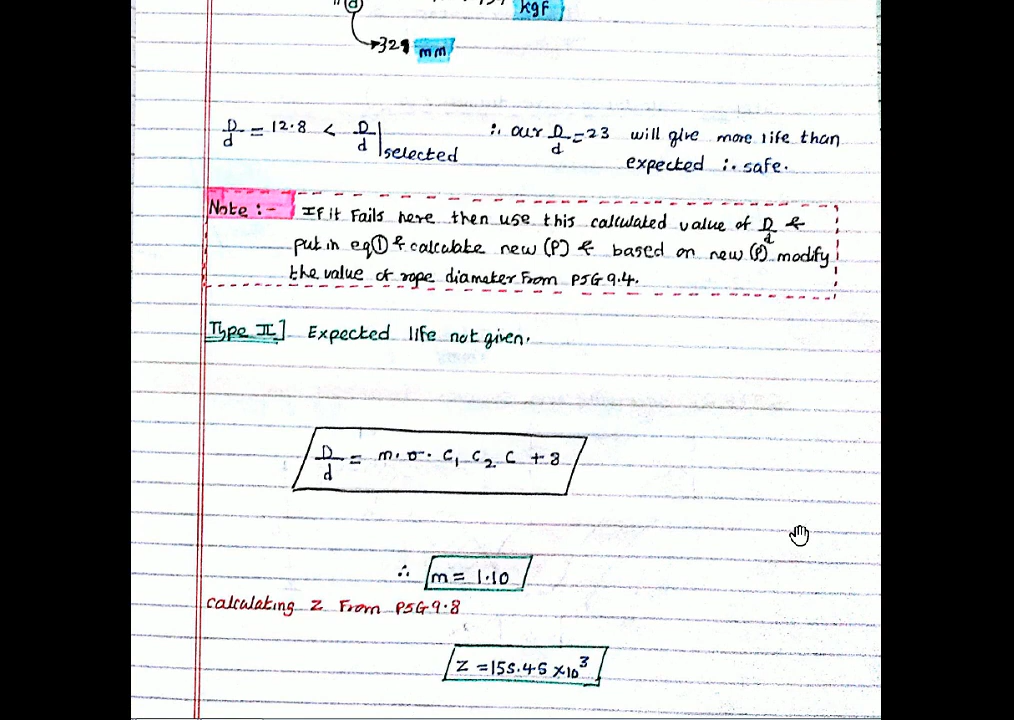 d kgf
321 mm
D/d = 12.8 < D/d | selected ∴ our D/d = 23 will give more life than
expected ∴ safe.
Note :- If it Fails here then use this calculated value of D/d &
put in eq① & calculate new (P) & based on new (P) modify
the value of rope diameter From PSG 9.4.
Type II] Expected life not given.
D/d = m. σ. C₁ C₂ C + 8
∴ m = 1.10
calculating Z From PSG 9.8
Z = 155.45 × 10³